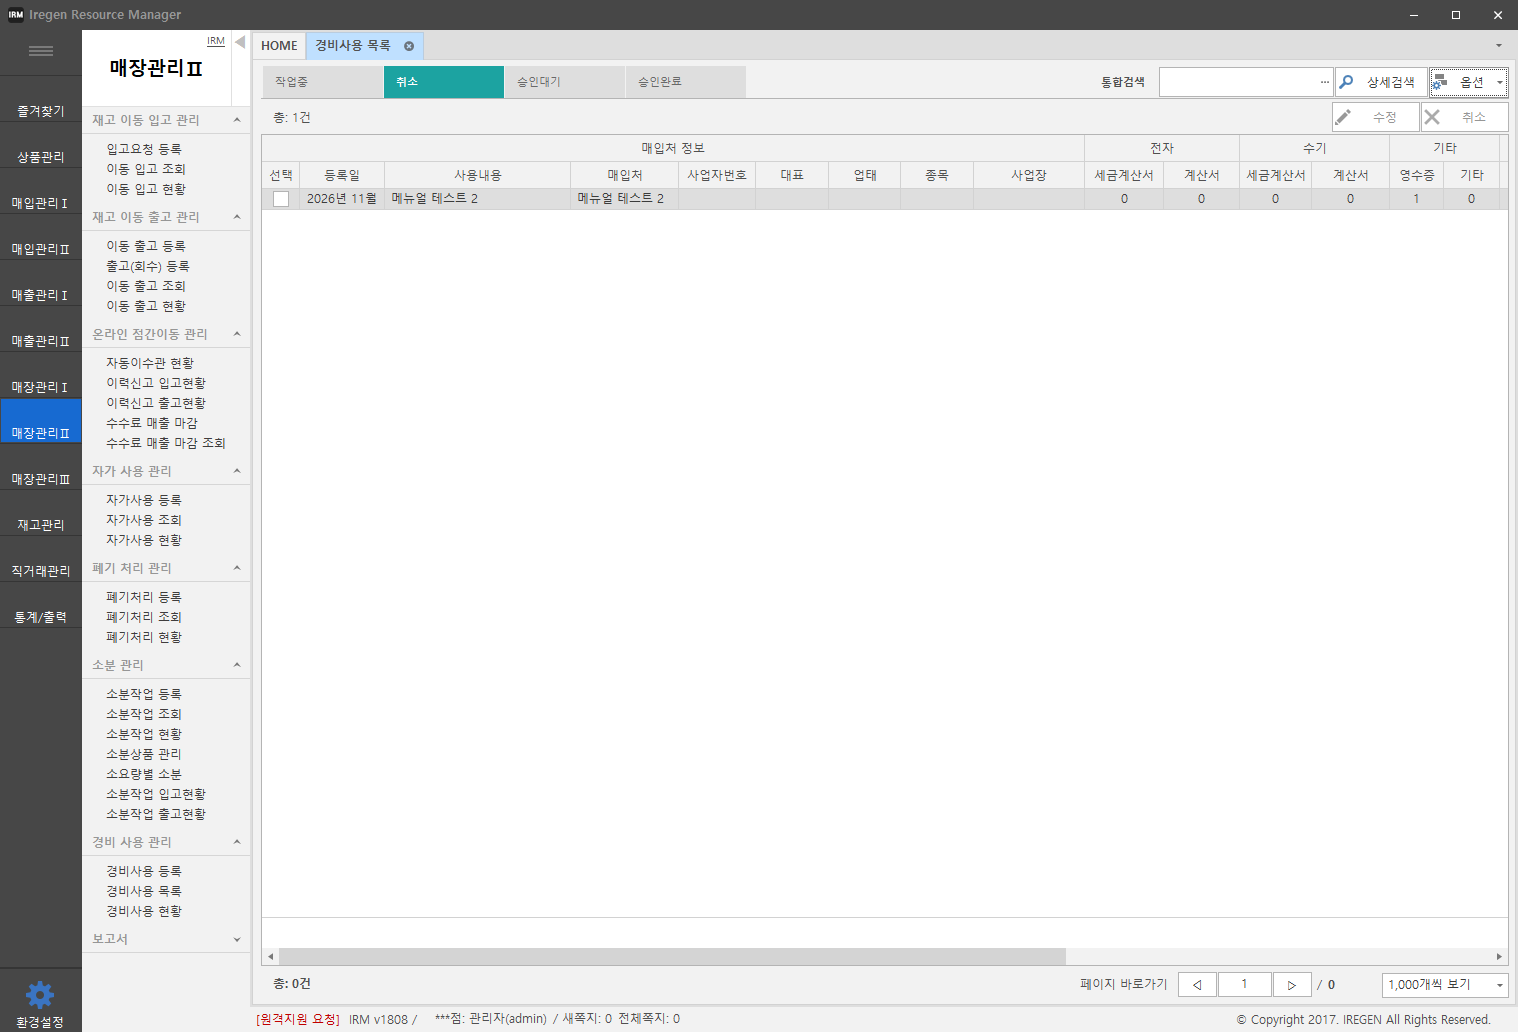 IRM Iregen Resource Manager
즐겨찾기
상품관리
매입관리Ⅰ
매입관리Ⅱ
매출관리Ⅰ
매출관리Ⅱ
매장관리Ⅰ
매장관리Ⅱ
매장관리Ⅲ
재고관리
직거래관리
통계/출력
환경설정
IRM
매장관리Ⅱ
재고 이동 입고 관리
입고요청 등록
이동 입고 조회
이동 입고 현황
재고 이동 출고 관리
이동 출고 등록
출고(회수) 등록
이동 출고 조회
이동 출고 현황
온라인 점간이동 관리
자동이수관 현황
이력신고 입고현황
이력신고 출고현황
수수료 매출 마감
수수료 매출 마감 조회
자가 사용 관리
자가사용 등록
자가사용 조회
자가사용 현황
폐기 처리 관리
폐기처리 등록
폐기처리 조회
폐기처리 현황
소분 관리
소분작업 등록
소분작업 조회
소분작업 현황
소분상품 관리
소요량별 소분
소분작업 입고현황
소분작업 출고현황
경비 사용 관리
경비사용 등록
경비사용 목록
경비사용 현황
보고서
HOME 경비사용 목록
작업중 취소 승인대기 승인완료 통합검색 ... 상세검색 옵션
총: 1건 수정 취소
매입처 정보 전자 수기 기타
선택 등록일 사용내용 매입처 사업자번호 대표 업태 종목 사업장 세금계산서 계산서 세금계산서 계산서 영수증 기타
2026년 11월 메뉴얼 테스트 2 메뉴얼 테스트 2 0 0 0 0 1 0
총: 0건 페이지 바로가기 1 / 0 1,000개씩 보기
[원격지원 요청] IRM v1808 / ***점: 관리자(admin) / 새쪽지: 0 전체쪽지: 0 © Copyright 2017. IREGEN All Rights Reserved.